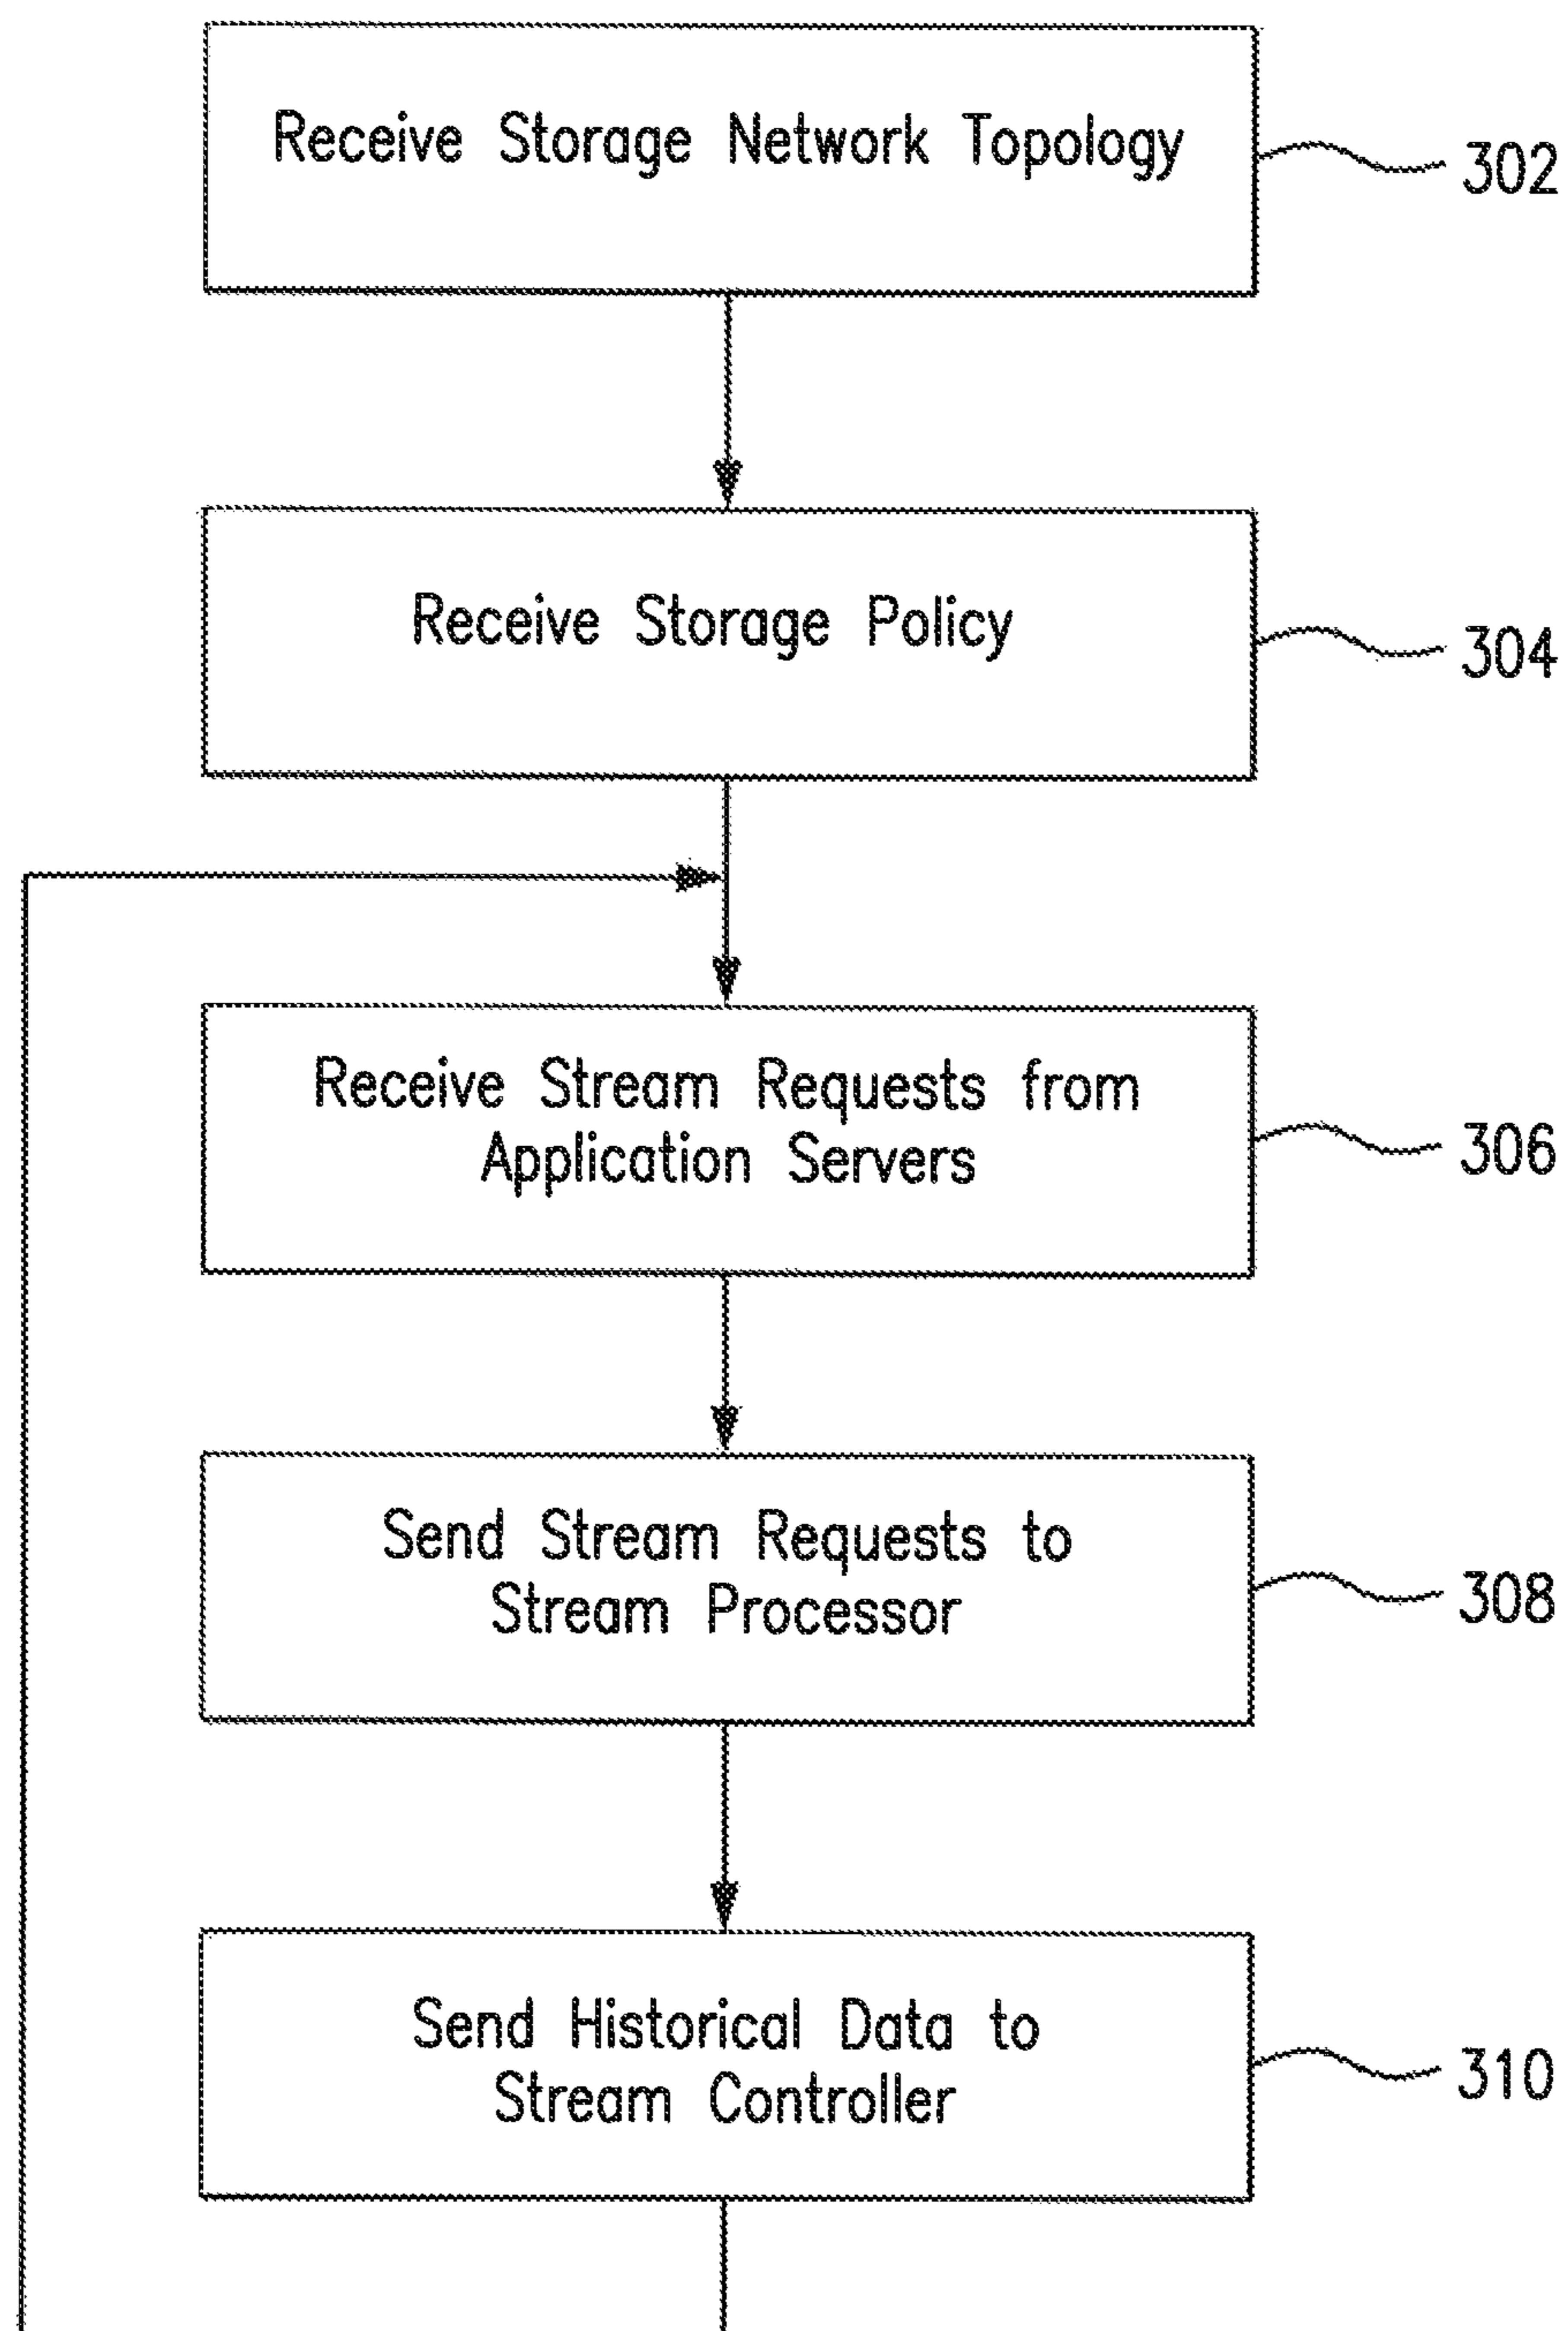 Receive Storage Network Topology
302
Receive Storage Policy
304
Receive Stream Requests from
Application Servers
306
Send Stream Requests to
Stream Processor
308
Send Historical Data to
Stream Controller
310